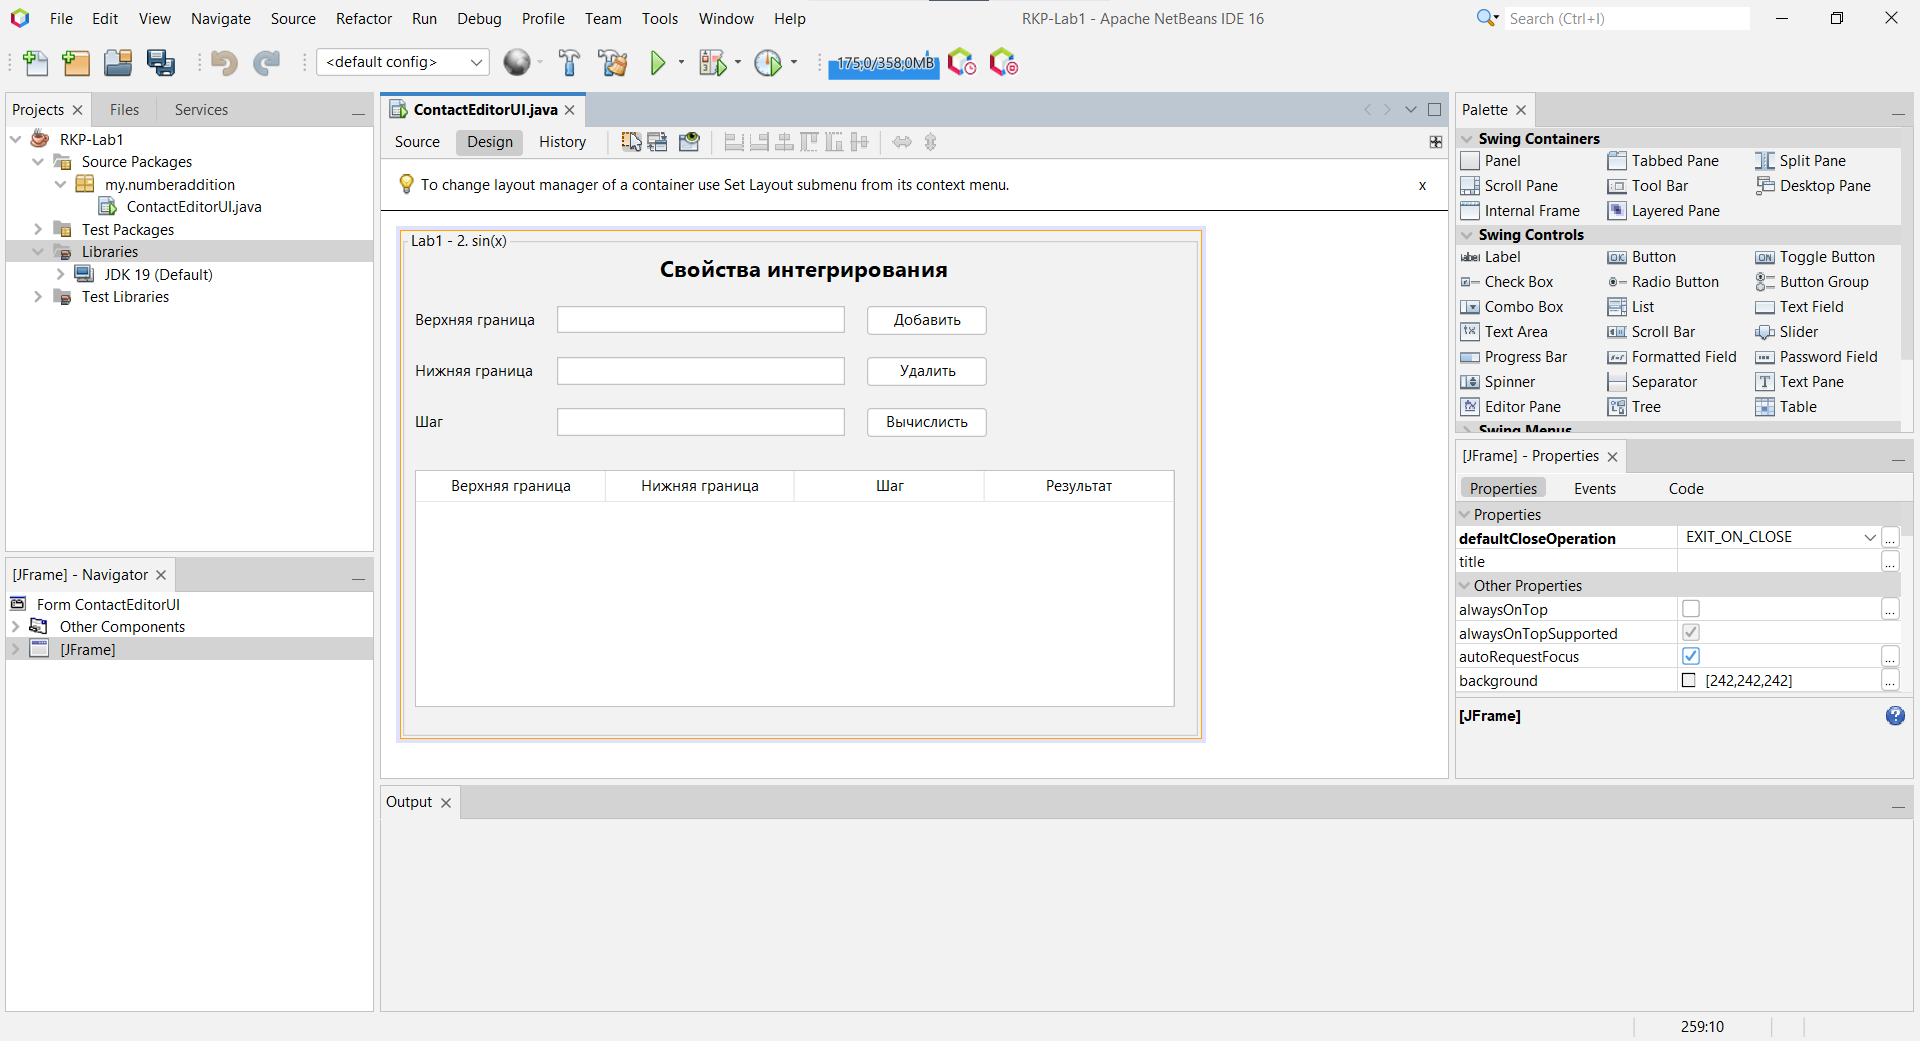 File Edit View Navigate Source Refactor Run Debug Profile Team Tools Window Help
RKP-Lab1 - Apache NetBeans IDE 16
Search (Ctrl+I)
<default config>
175;0/358;0MB
Projects Files Services
RKP-Lab1
Source Packages
my.numberaddition
ContactEditorUI.java
Test Packages
Libraries
JDK 19 (Default)
Test Libraries
[JFrame] - Navigator
Form ContactEditorUI
Other Components
[JFrame]
ContactEditorUI.java
Source Design History
To change layout manager of a container use Set Layout submenu from its context menu.
x
Lab1 - 2. sin(x)
Свойства интегрирования
Верхняя граница Добавить
Нижняя граница Удалить
Шаг Вычислисть
Верхняя граница Нижняя граница Шаг Результат
Output
Palette
Swing Containers
Panel Tabbed Pane Split Pane
Scroll Pane Tool Bar Desktop Pane
Internal Frame Layered Pane
Swing Controls
label Label OK Button ON Toggle Button
Check Box Radio Button Button Group
Combo Box List Text Field
Text Area Scroll Bar Slider
Progress Bar Formatted Field Password Field
Spinner Separator Text Pane
Editor Pane Tree Table
Swing Menus
[JFrame] - Properties
Properties Events Code
Properties
defaultCloseOperation EXIT_ON_CLOSE ...
title ...
Other Properties
alwaysOnTop ...
alwaysOnTopSupported
autoRequestFocus ...
background [242,242,242] ...
[JFrame]
259:10